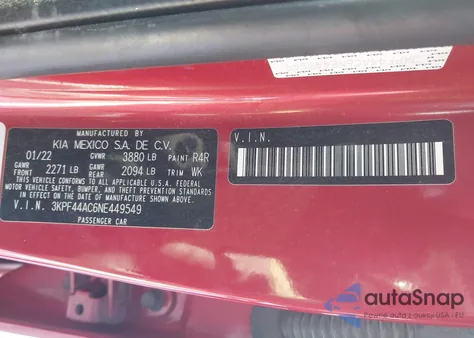 MANUFACTURED BY
KIA MEXICO S.A. DE C.V.
01/22 GVWR 3880 LB PAINT R4R
GAWR FRONT 2271 LB GAWR REAR 2094 LB TRIM WK
THIS VEHICLE CONFORMS TO ALL APPLICABLE U.S.A. FEDERAL
MOTOR VEHICLE SAFETY, BUMPER, AND THEFT PREVENTION
STANDARDS IN EFFECT ON THE DATE OF MANUFACTURE SHOWN ABOVE.
V.I.N. 3KPF44AC6NE449549
PASSENGER CAR
V.I.N.
autoSnap